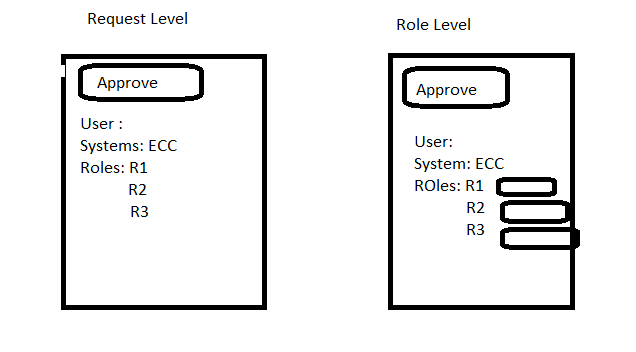 Request Level
Approve
User :
Systems: ECC
Roles: R1
R2
R3
Role Level
Approve
User:
System: ECC
ROles: R1
R2
R3